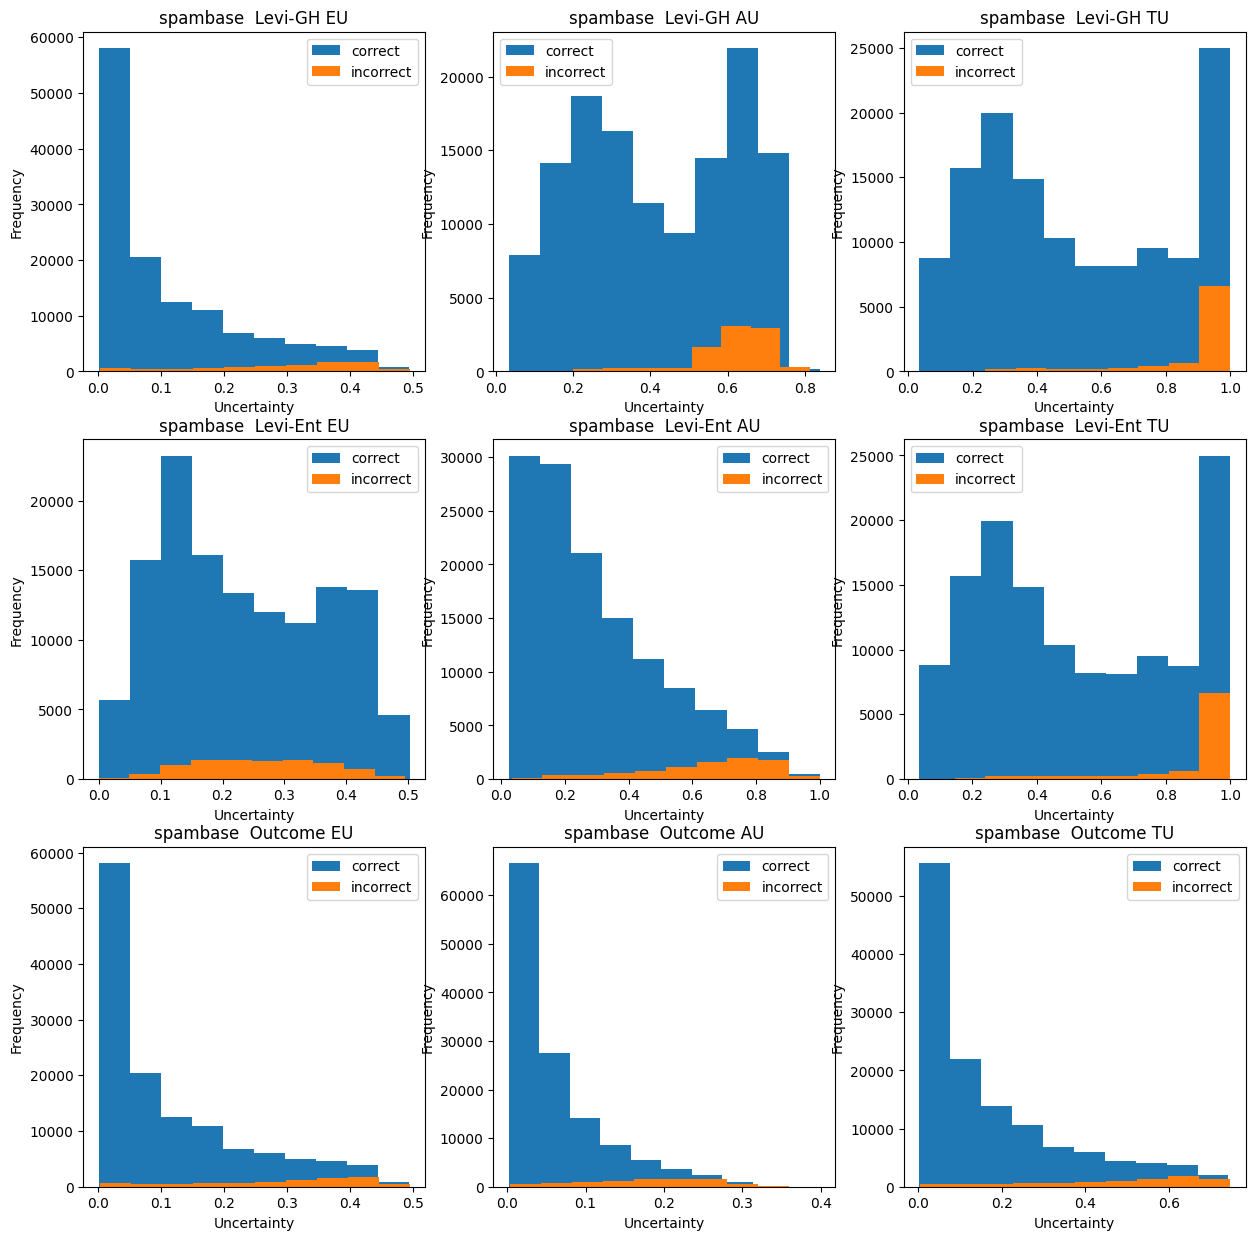 spambase  Levi-GH EU
correct
incorrect
60000
50000
40000
30000
20000
10000
0
Frequency
0.0 0.1 0.2 0.3 0.4 0.5
Uncertainty
spambase  Levi-GH AU
correct
incorrect
20000
15000
10000
5000
0
Frequency
0.0 0.2 0.4 0.6 0.8
Uncertainty
spambase  Levi-GH TU
correct
incorrect
25000
20000
15000
10000
5000
0
Frequency
0.0 0.2 0.4 0.6 0.8 1.0
Uncertainty
spambase  Levi-Ent EU
correct
incorrect
20000
15000
10000
5000
0
Frequency
0.0 0.1 0.2 0.3 0.4 0.5
Uncertainty
spambase  Levi-Ent AU
correct
incorrect
30000
25000
20000
15000
10000
5000
0
Frequency
0.0 0.2 0.4 0.6 0.8 1.0
Uncertainty
spambase  Levi-Ent TU
correct
incorrect
25000
20000
15000
10000
5000
0
Frequency
0.0 0.2 0.4 0.6 0.8 1.0
Uncertainty
spambase  Outcome EU
correct
incorrect
60000
50000
40000
30000
20000
10000
0
Frequency
0.0 0.1 0.2 0.3 0.4 0.5
Uncertainty
spambase  Outcome AU
correct
incorrect
60000
50000
40000
30000
20000
10000
0
Frequency
0.0 0.1 0.2 0.3 0.4
Uncertainty
spambase  Outcome TU
correct
incorrect
50000
40000
30000
20000
10000
0
Frequency
0.0 0.2 0.4 0.6
Uncertainty